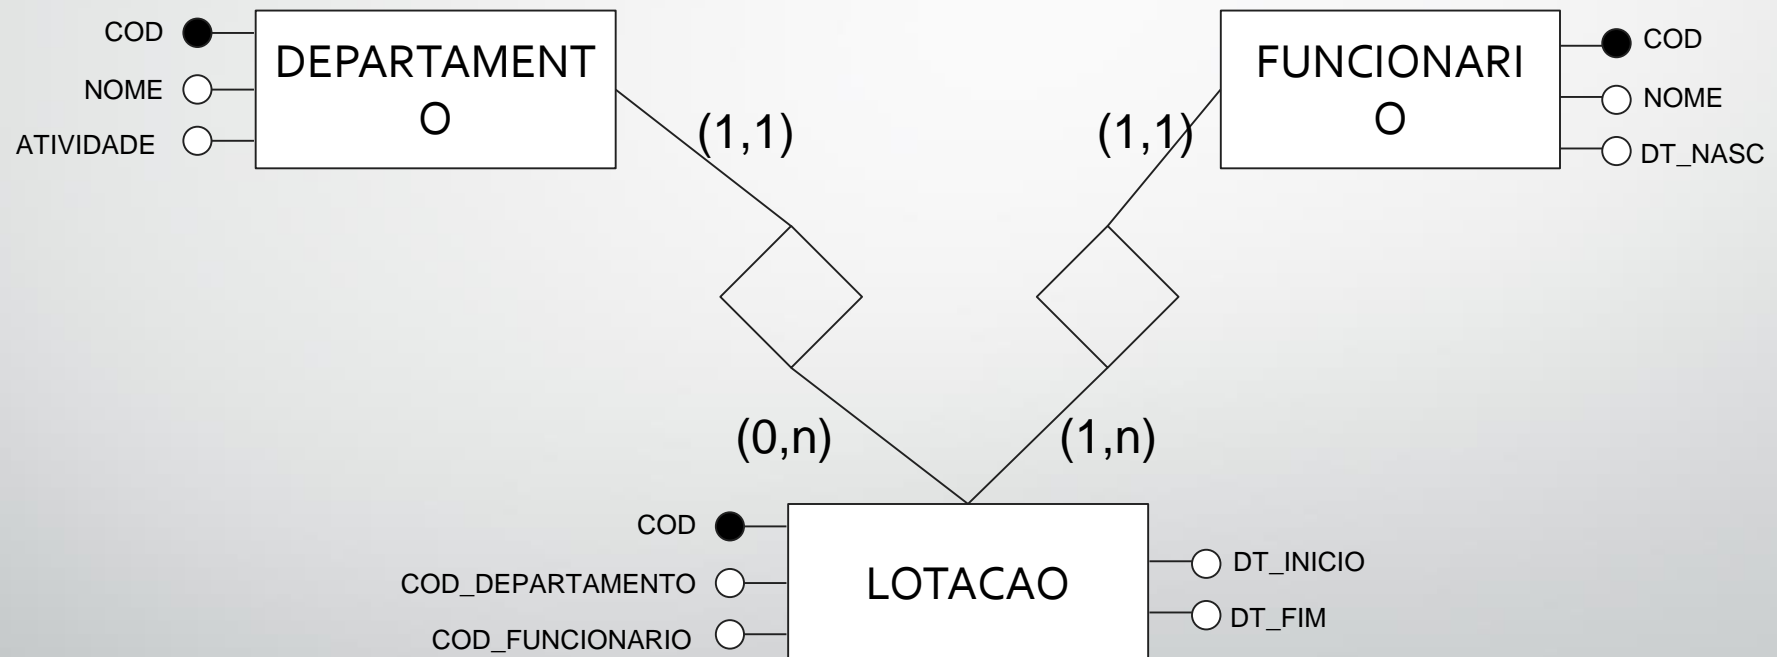 COD
NOME
ATIVIDADE
DEPARTAMENT
O
(1,1)
(1,1)
FUNCIONARI
O
COD
NOME
DT_NASC
(0,n)
(1,n)
COD
COD_DEPARTAMENTO
COD_FUNCIONARIO
LOTACAO
DT_INICIO
DT_FIM